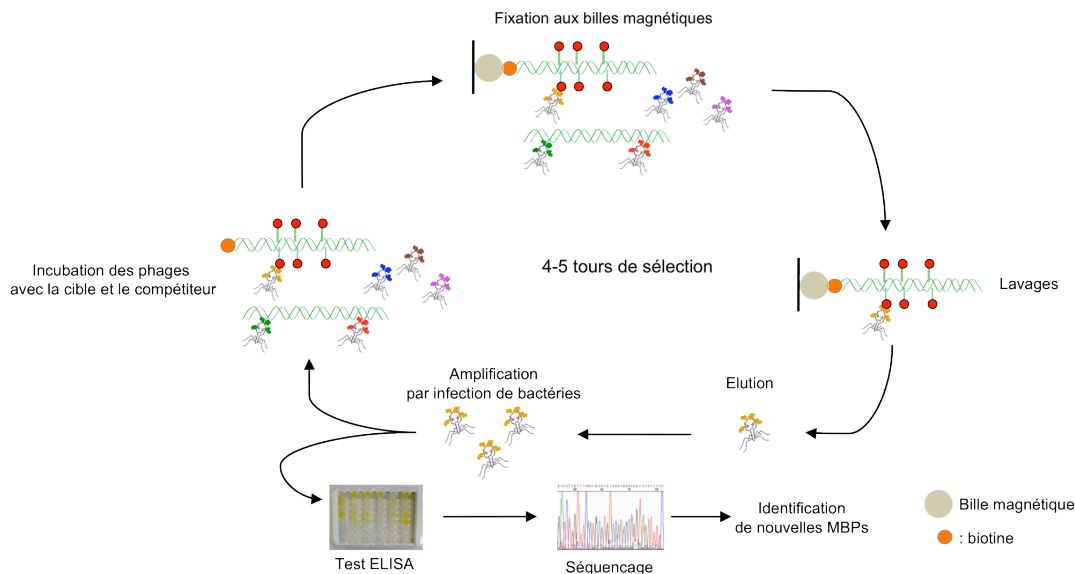 Fixation aux billes magnétiques
Incubation des phages
avec la cible et le compétiteur
4-5 tours de sélection
Lavages
Amplification
par infection de bactéries
Elution
Bille magnétique
: biotine
Identification
de nouvelles MBPs
Test ELISA
Séquencage